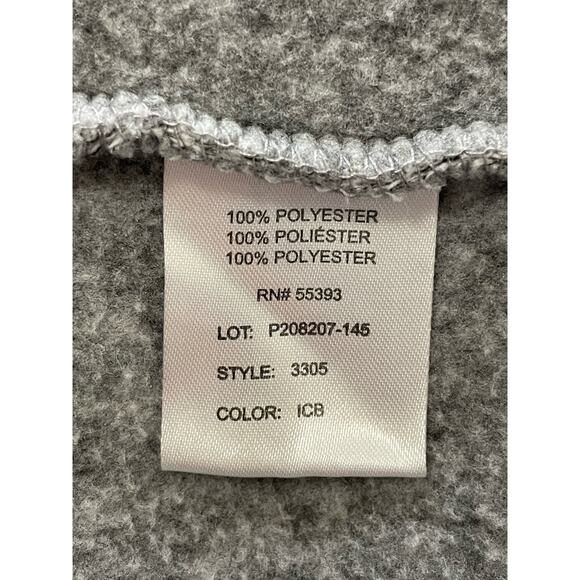 100% POLYESTER
100% POLIÉSTER
100% POLYESTER
RN# 55393
LOT: P208207-145
STYLE: 3305
COLOR: ICB